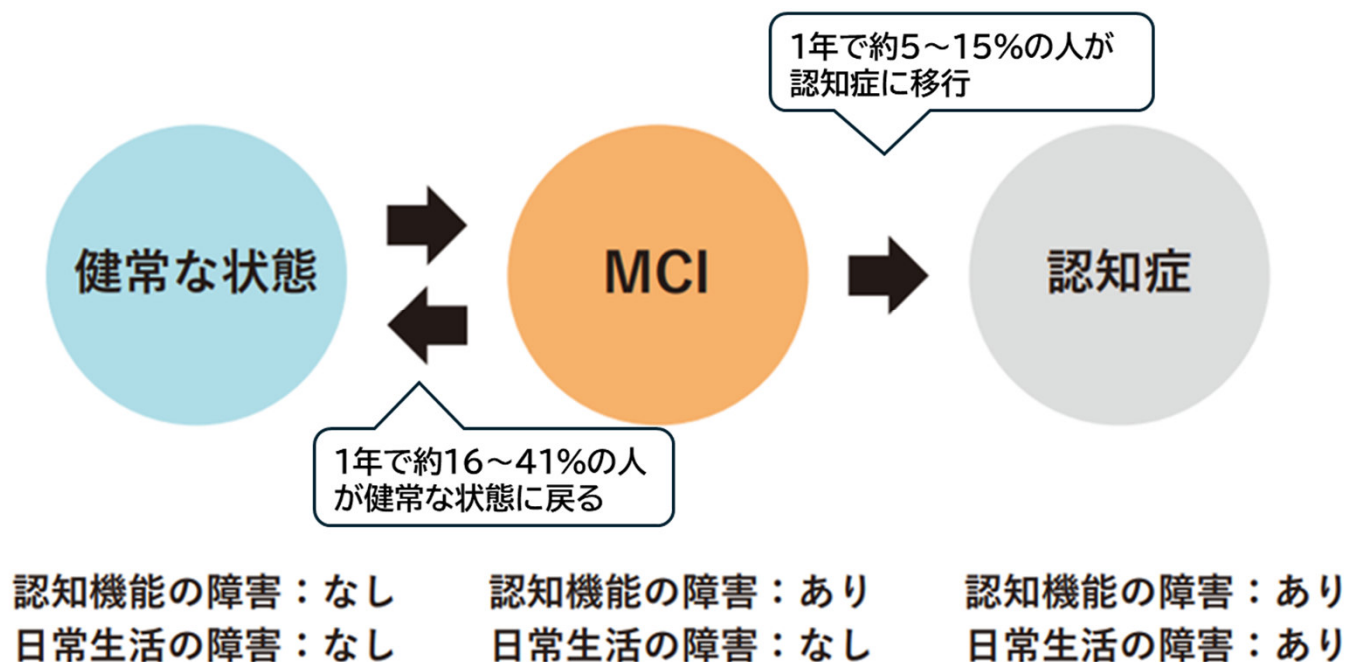 1年で約5～15%の人が
認知症に移行
健常な状態
MCI
認知症
1年で約16～41%の人
が健常な状態に戻る
認知機能の障害：なし
日常生活の障害：なし
認知機能の障害：あり
日常生活の障害：なし
認知機能の障害：あり
日常生活の障害：あり